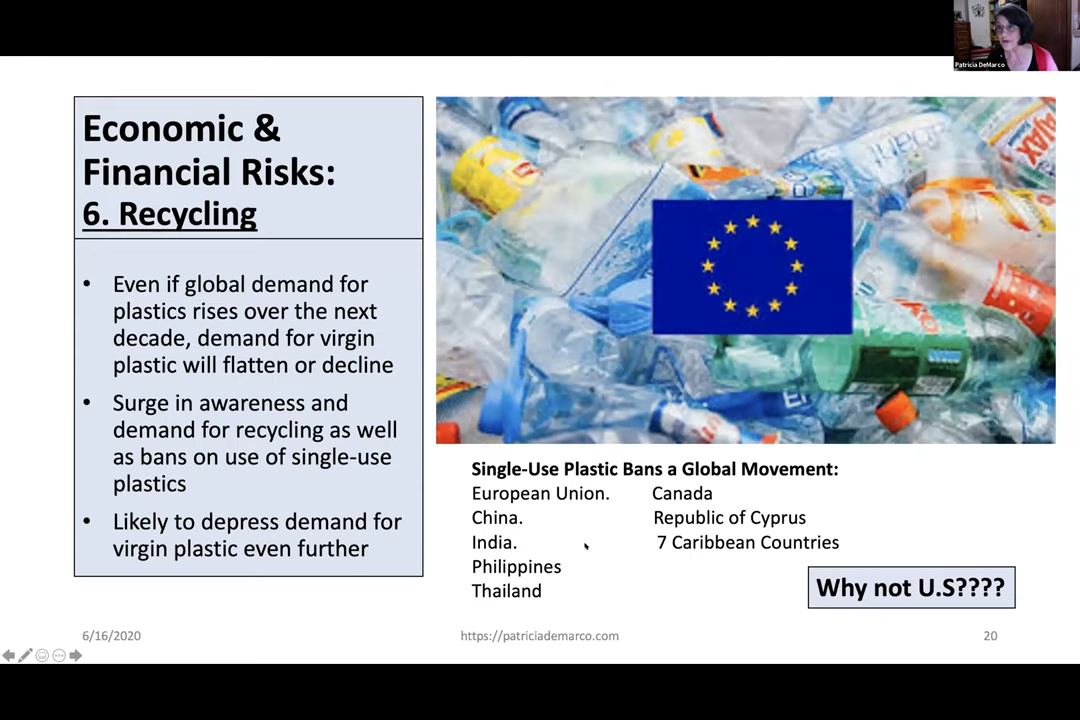 Patricia DeMarco
Economic &
Financial Risks:
6. Recycling
• Even if global demand for
plastics rises over the next
decade, demand for virgin
plastic will flatten or decline
• Surge in awareness and
demand for recycling as well
as bans on use of single-use
plastics
• Likely to depress demand for
virgin plastic even further
AJAX
Single-Use Plastic Bans a Global Movement:
European Union. Canada
China. Republic of Cyprus
India. 7 Caribbean Countries
Philippines
Thailand
Why not U.S????
6/16/2020
https://patriciademarco.com
20